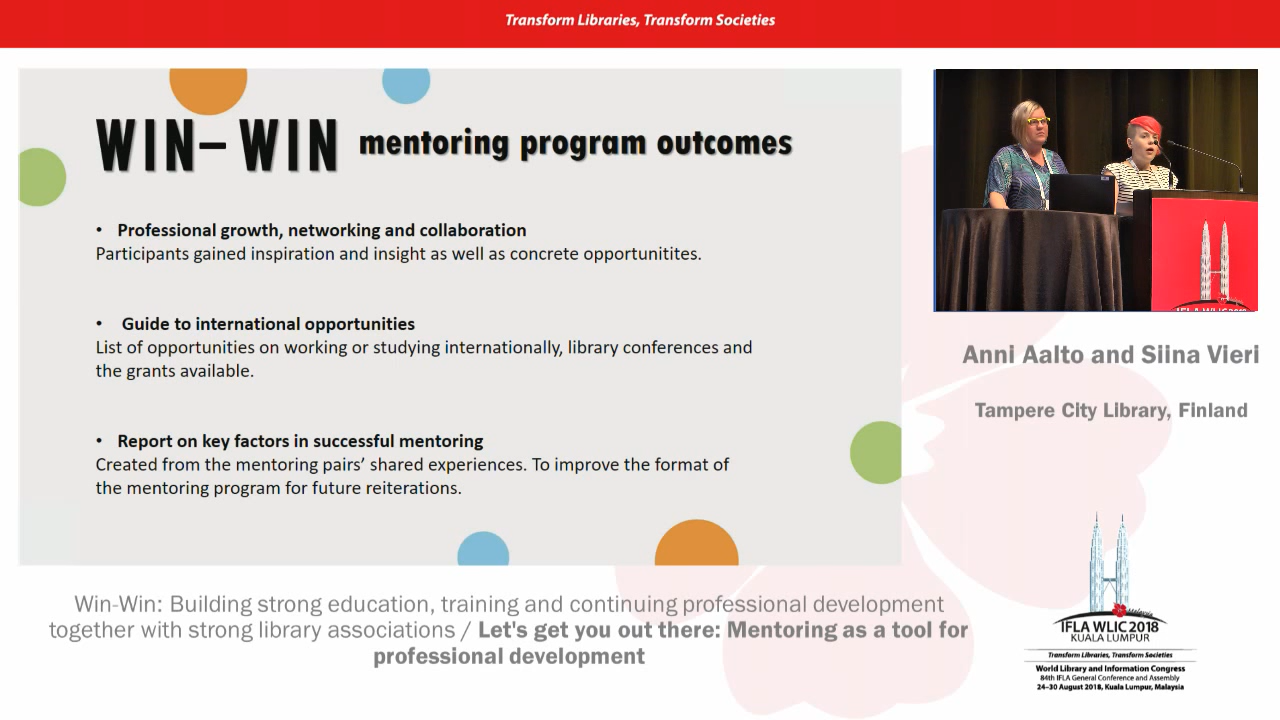 Transform Libraries, Transform Societies
WIN– WIN mentoring program outcomes
• Professional growth, networking and collaboration
Participants gained inspiration and insight as well as concrete opportunitites.
• Guide to international opportunities
List of opportunities on working or studying internationally, library conferences and
the grants available.
• Report on key factors in successful mentoring
Created from the mentoring pairs’ shared experiences. To improve the format of
the mentoring program for future reiterations.
IFLA WLIC 2018
Anni Aalto and Siina Vieri
Tampere City Library, Finland
Win-Win: Building strong education, training and continuing professional development
together with strong library associations / Let's get you out there: Mentoring as a tool for
professional development
malaysia
IFLA WLIC 2018
KUALA LUMPUR
Transform Libraries, Transform Societies
World Library and Information Congress
84th IFLA General Conference and Assembly
24–30 August 2018, Kuala Lumpur, Malaysia